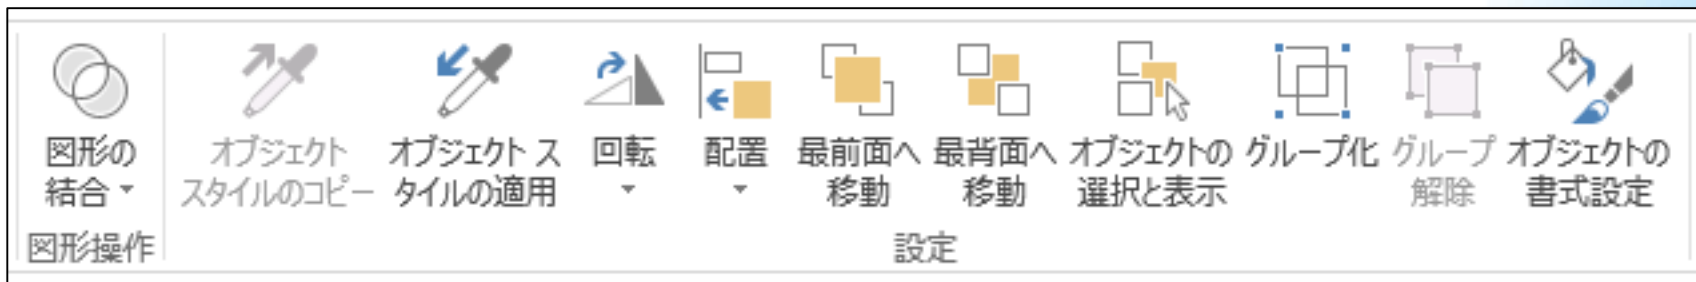 図形の
結合
オブジェクト
スタイルのコピー
オブジェクト ス
タイルの適用
回転
配置
最前面へ
移動
最背面へ
移動
オブジェクトの
選択と表示
グループ化
グループ
解除
オブジェクトの
書式設定
図形操作
設定